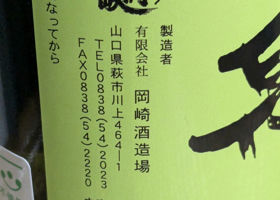 製造者
有限会社 岡崎酒造場
山口県萩市川上464―1
TEL0838(54)2023
FAX0838(54)2220
なってから